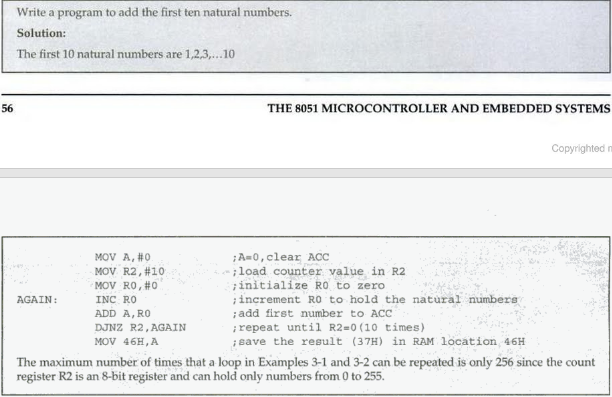 Write a program to add the first ten natural numbers.
Solution:
The first 10 natural numbers are 1,2,3,...10
56 THE 8051 MICROCONTROLLER AND EMBEDDED SYSTEMS
Copyrighted
MOV A,#0 ;A=0,clear ACC
MOV R2,#10 ;load counter value in R2
MOV R0,#0 ;initialize R0 to zero
AGAIN: INC R0 ;increment R0 to hold the natural numbers
ADD A,R0 ;add first number to ACC
DJNZ R2,AGAIN ;repeat until R2=0(10 times)
MOV 46H,A ;save the result (37H) in RAM location 46H
The maximum number of times that a loop in Examples 3-1 and 3-2 can be repeated is only 256 since the count
register R2 is an 8-bit register and can hold only numbers from 0 to 255.